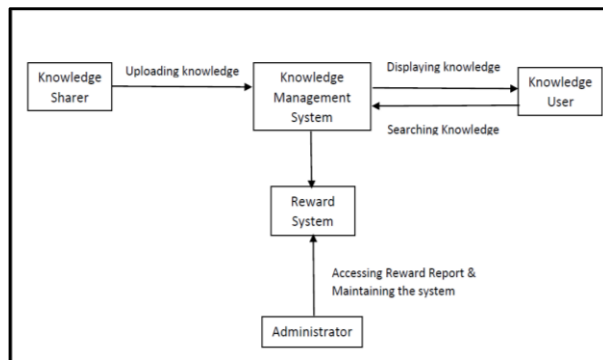 Knowledge
Sharer
Uploading knowledge
Knowledge
Management
System
Displaying knowledge
Searching Knowledge
Knowledge
User
Reward
System
Accessing Reward Report &
Maintaining the system
Administrator